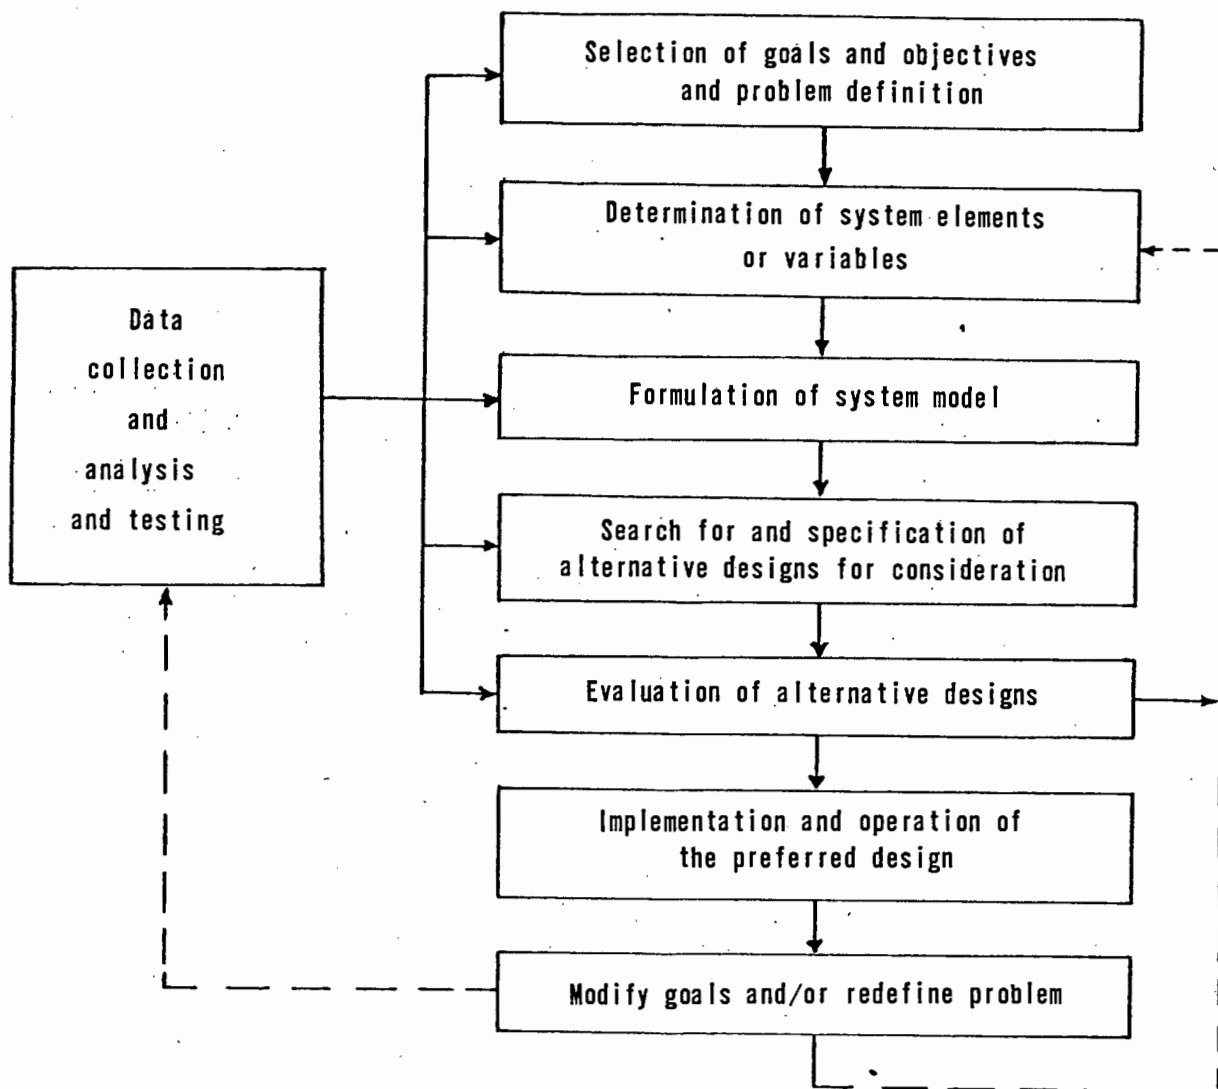 Selection of goals and objectives
and problem definition
Determination of system elements
or variables
Data
collection
and
analysis
and testing
Formulation of system model
Search for and specification of
alternative designs for consideration
Evaluation of alternative designs
Implementation and operation of
the preferred design
Modify goals and/or redefine problem